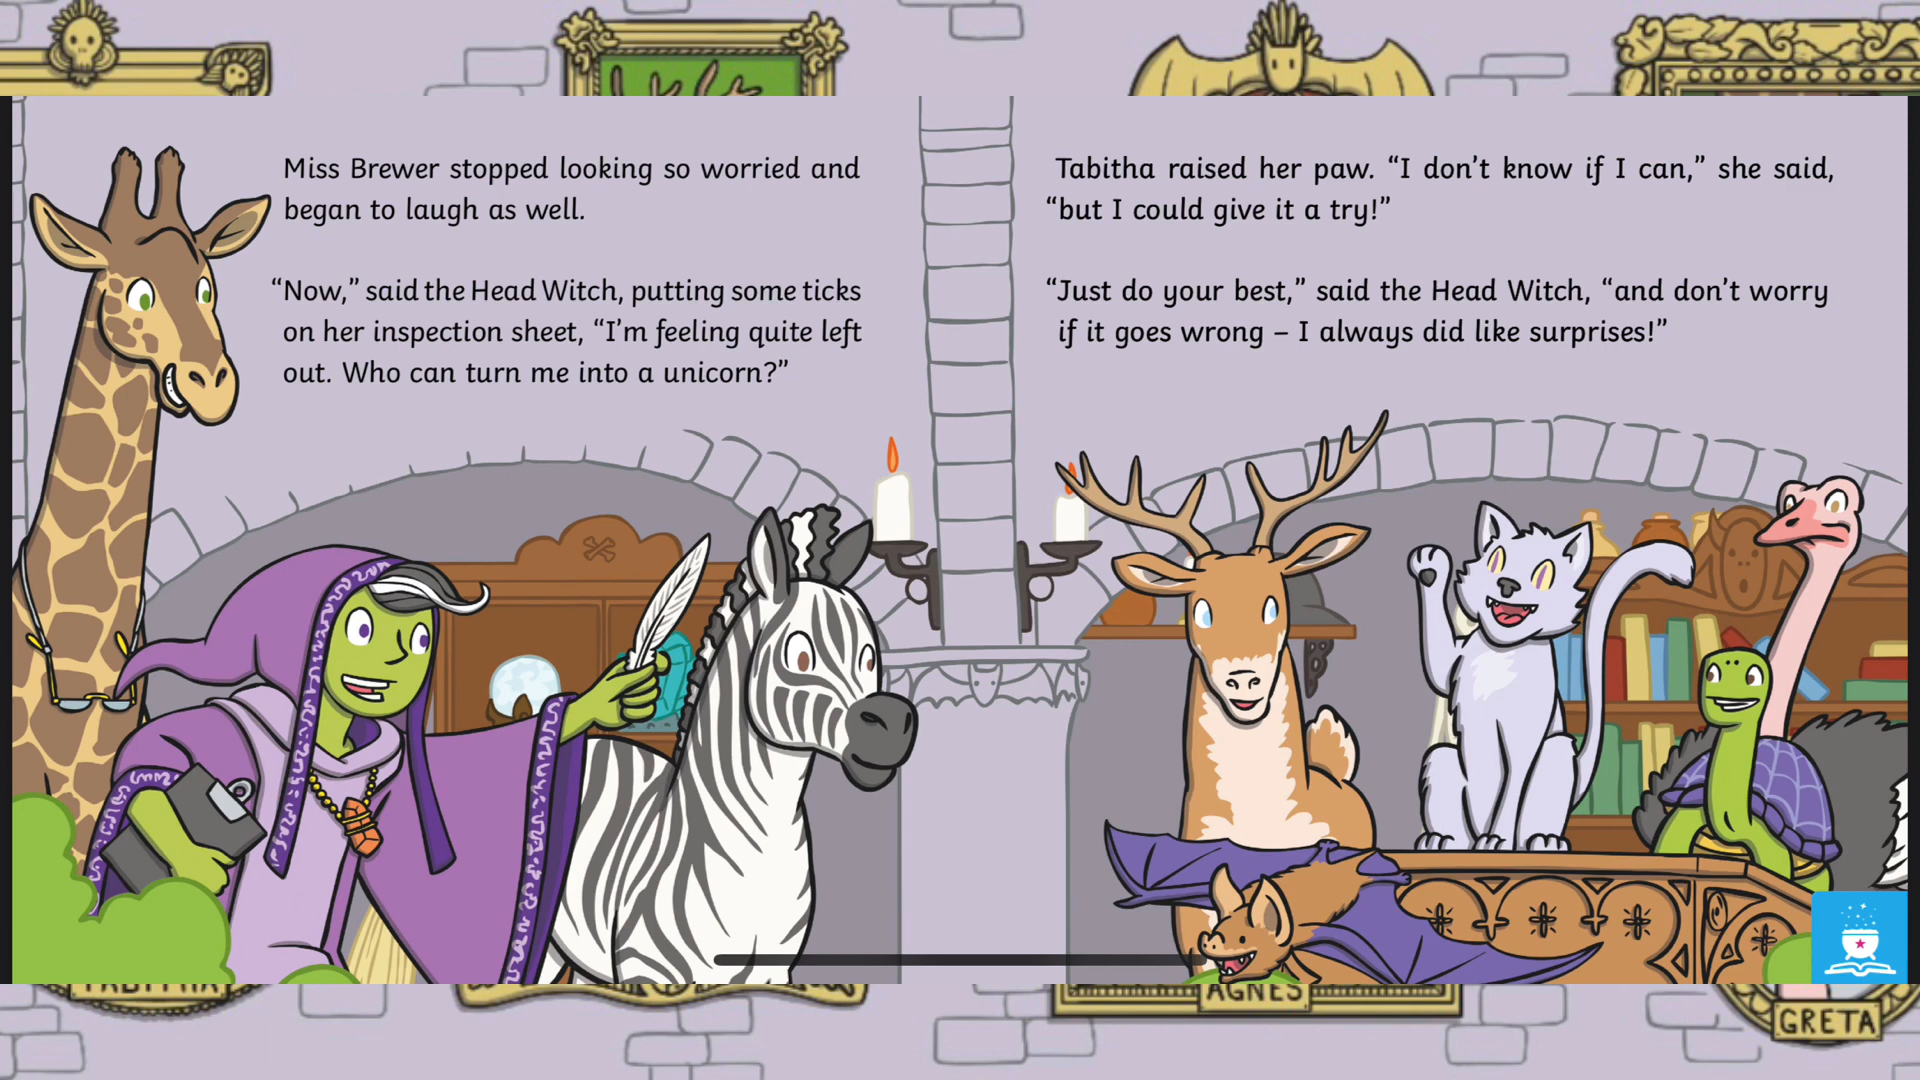 Miss Brewer stopped looking so worried and
began to laugh as well.
“Now,” said the Head Witch, putting some ticks
on her inspection sheet, “I’m feeling quite left
out. Who can turn me into a unicorn?”
Tabitha raised her paw. “I don’t know if I can,” she said,
“but I could give it a try!”
“Just do your best,” said the Head Witch, “and don’t worry
if it goes wrong – I always did like surprises!”
TABITHA
AGNES
GRETA